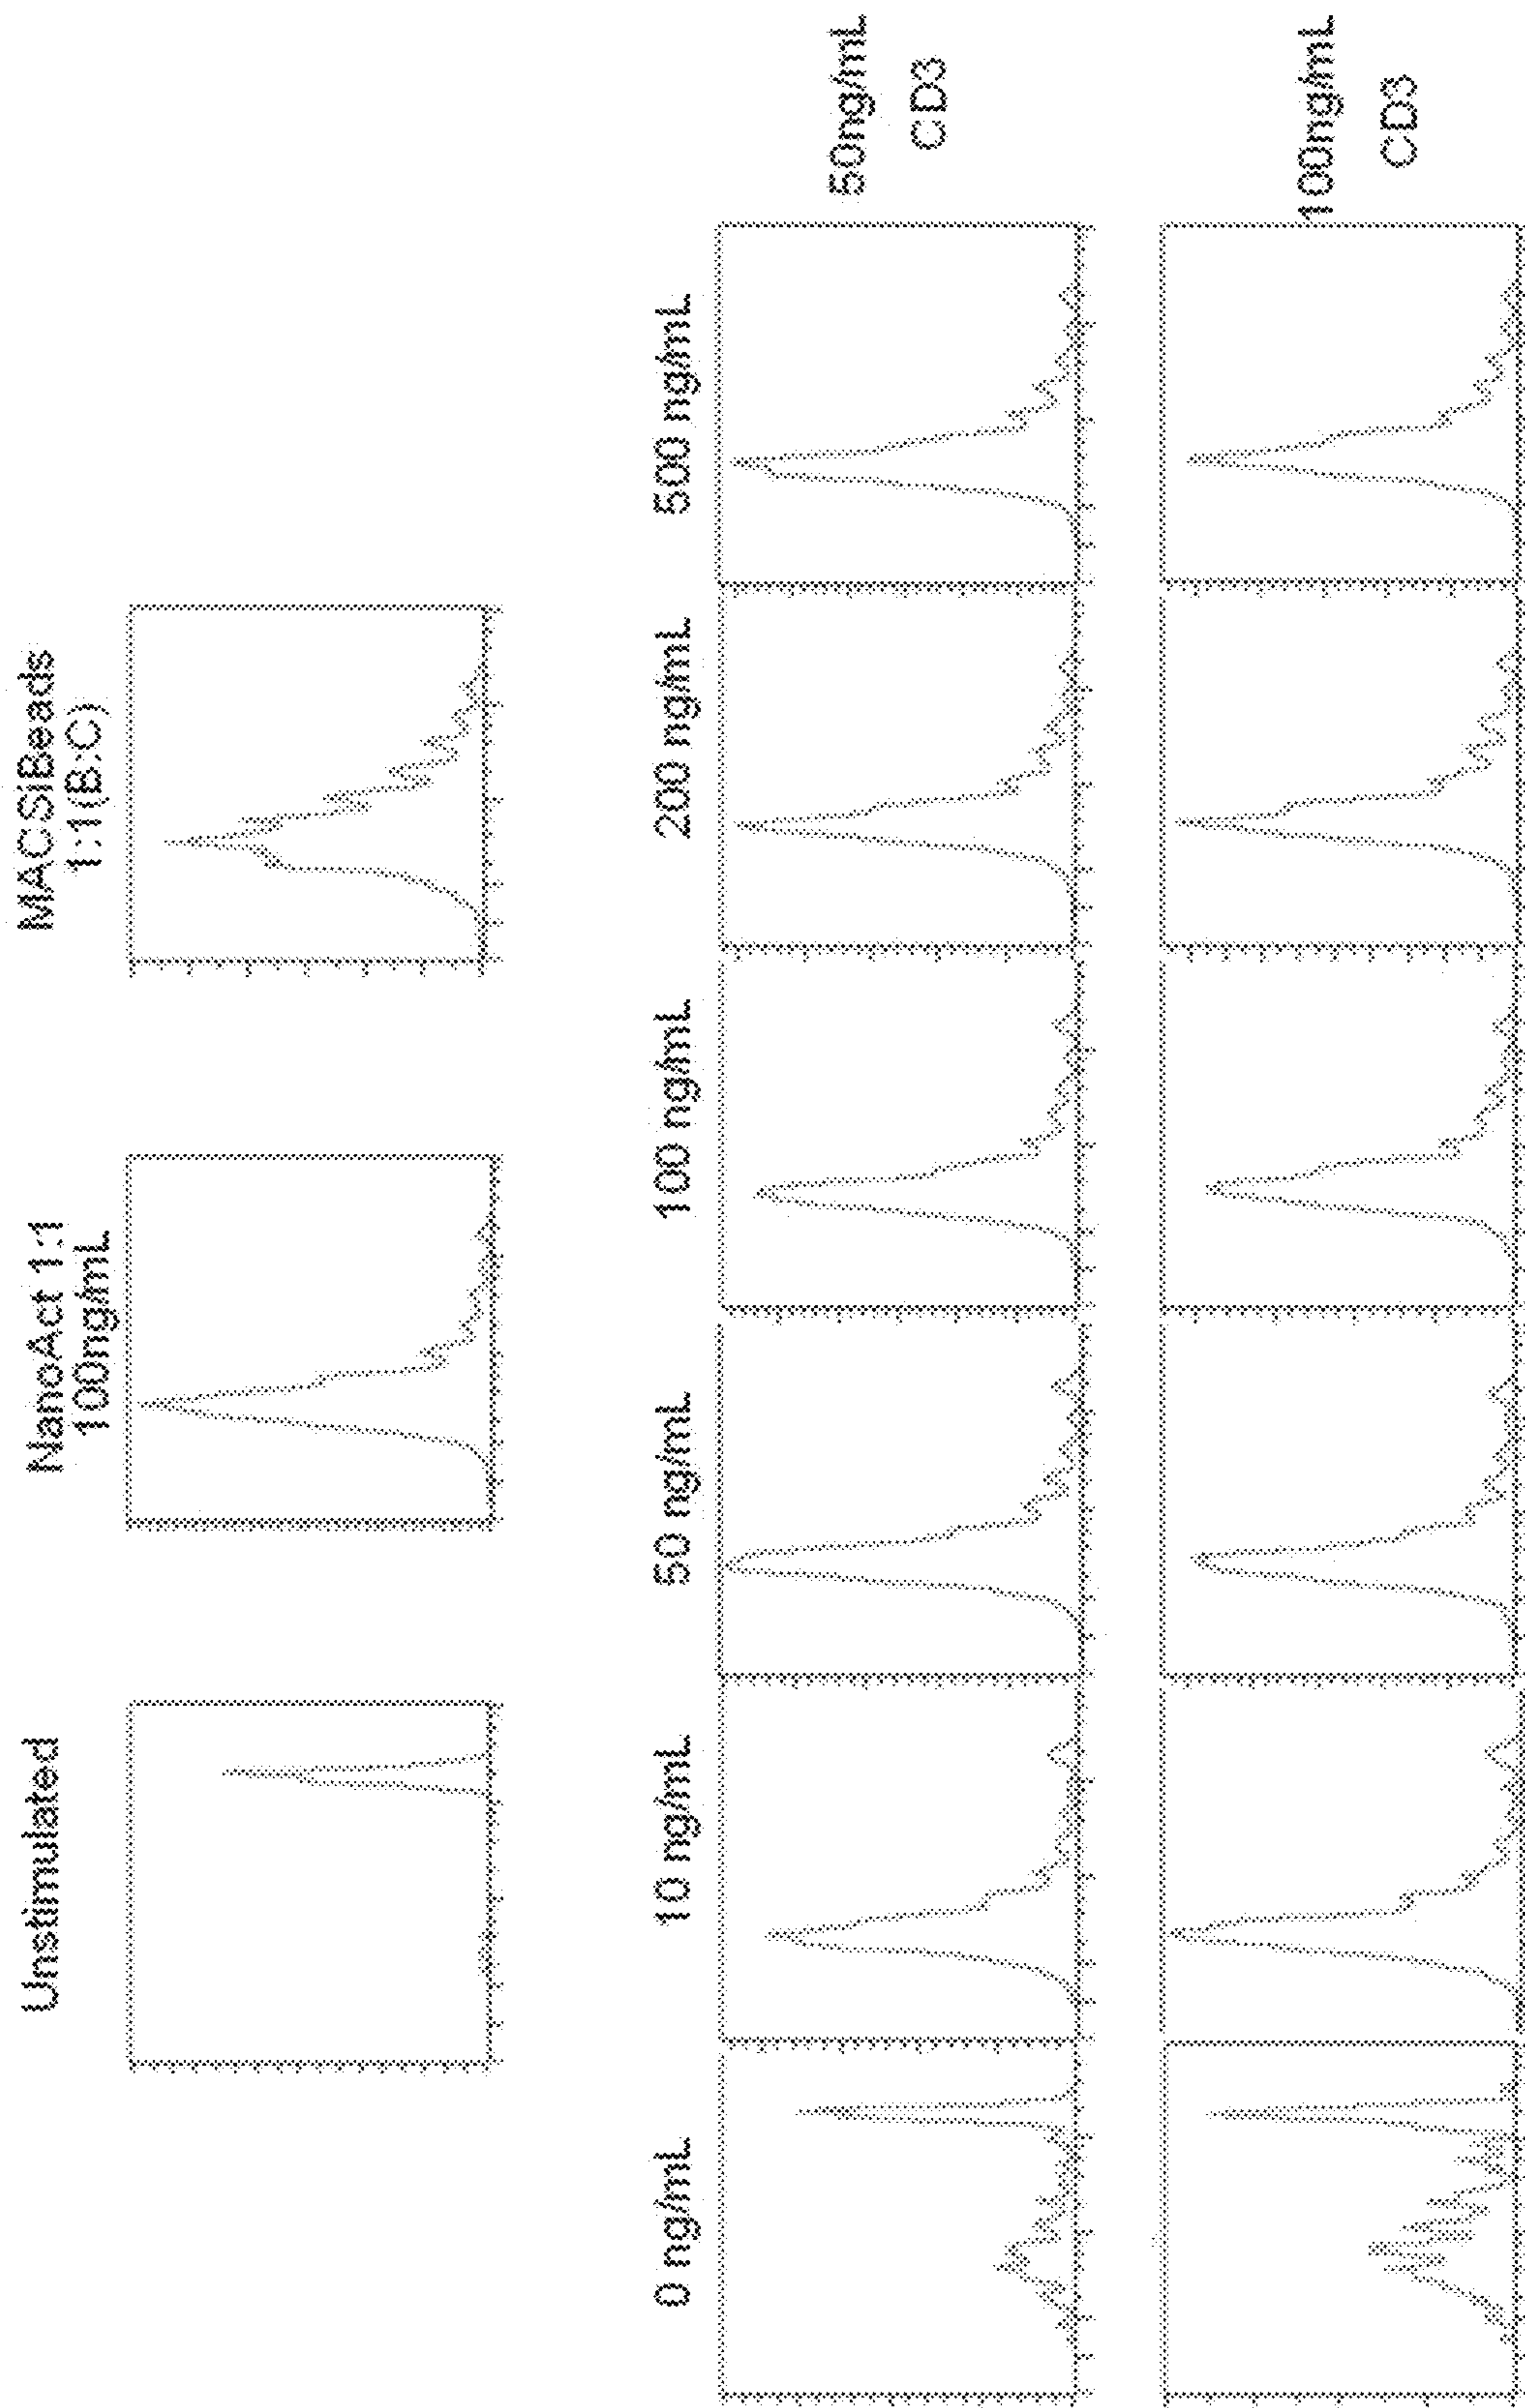 Unstimulated
NanoAct 1:1
100ng/mL
MACSiBeads
1:1(B:C)
0 ng/mL
10 ng/mL
50 ng/mL
100 ng/mL
200 ng/mL
500 ng/mL
50ng/mL
CD3
100ng/mL
CD3